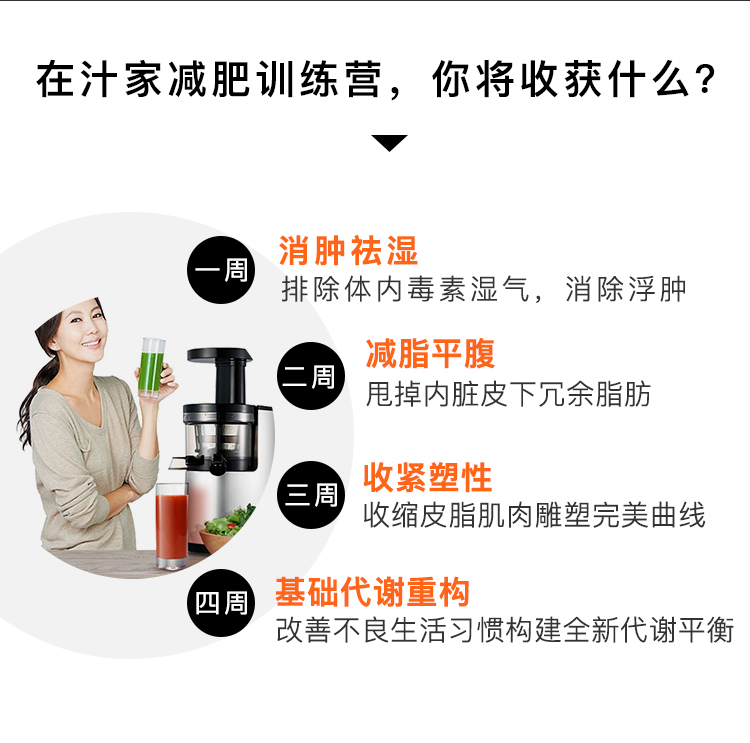 在汁家减肥训练营，你将收获什么？
一周
消肿祛湿
排除体内毒素湿气，消除浮肿
二周
减脂平腹
甩掉内脏皮下冗余脂肪
三周
收紧塑性
收缩皮脂肌肉雕塑完美曲线
四周
基础代谢重构
改善不良生活习惯构建全新代谢平衡